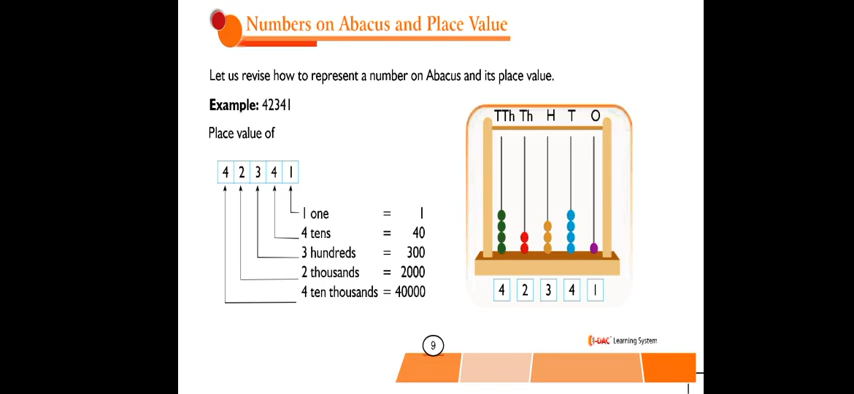 Numbers on Abacus and Place Value
Let us revise how to represent a number on Abacus and its place value.
Example: 42341
Place value of
4 2 3 4 1
1 one = 1
4 tens = 40
3 hundreds = 300
2 thousands = 2000
4 ten thousands = 40000
TTh Th H T O
4 2 3 4 1
9
Learning System
1